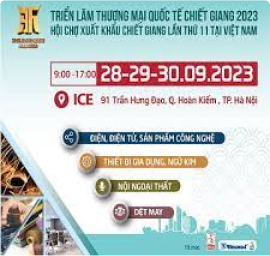 TRIỂN LÃM THƯƠNG MẠI QUỐC TẾ CHIẾT GIANG 2023
HỘI CHỢ XUẤT KHẨU CHIẾT GIANG LẦN THỨ 11 TẠI VIỆT NAM
9:00 -17:00 28-29-30.09.2023
ICE 91 Trần Hưng Đạo, Q. Hoàn Kiếm, TP. Hà Nội
ĐIỆN, ĐIỆN TỬ, SẢN PHẨM CÔNG NGHỆ
THIẾT BỊ GIA DỤNG, NGŨ KIM
NỘI NGOẠI THẤT
DỆT MAY